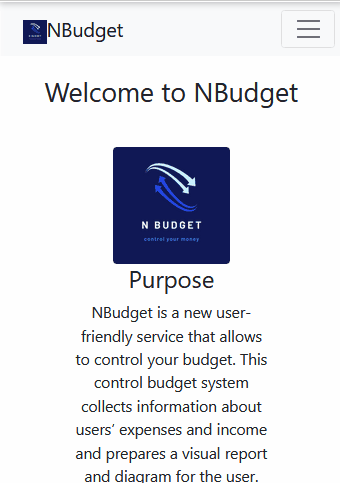 NBudget
Welcome to NBudget
N BUDGET
control your money
Purpose
NBudget is a new user-
friendly service that allows
to control your budget. This
control budget system
collects information about
users’ expenses and income
and prepares a visual report
and diagram for the user.